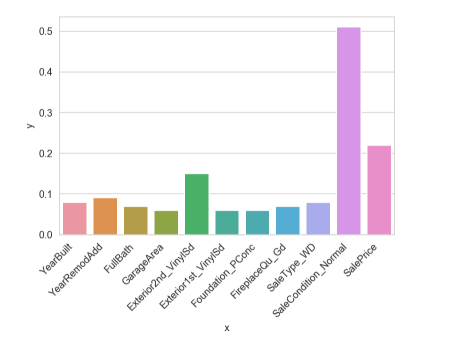 0.5
0.4
y
0.3
0.2
0.1
0.0
YearBuilt
YearRemodAdd
FullBath
GarageArea
Exterior2nd_VinylSd
Exterior1st_VinylSd
Foundation_PConc
FireplaceQu_Gd
SaleType_WD
SaleCondition_Normal
SalePrice
x